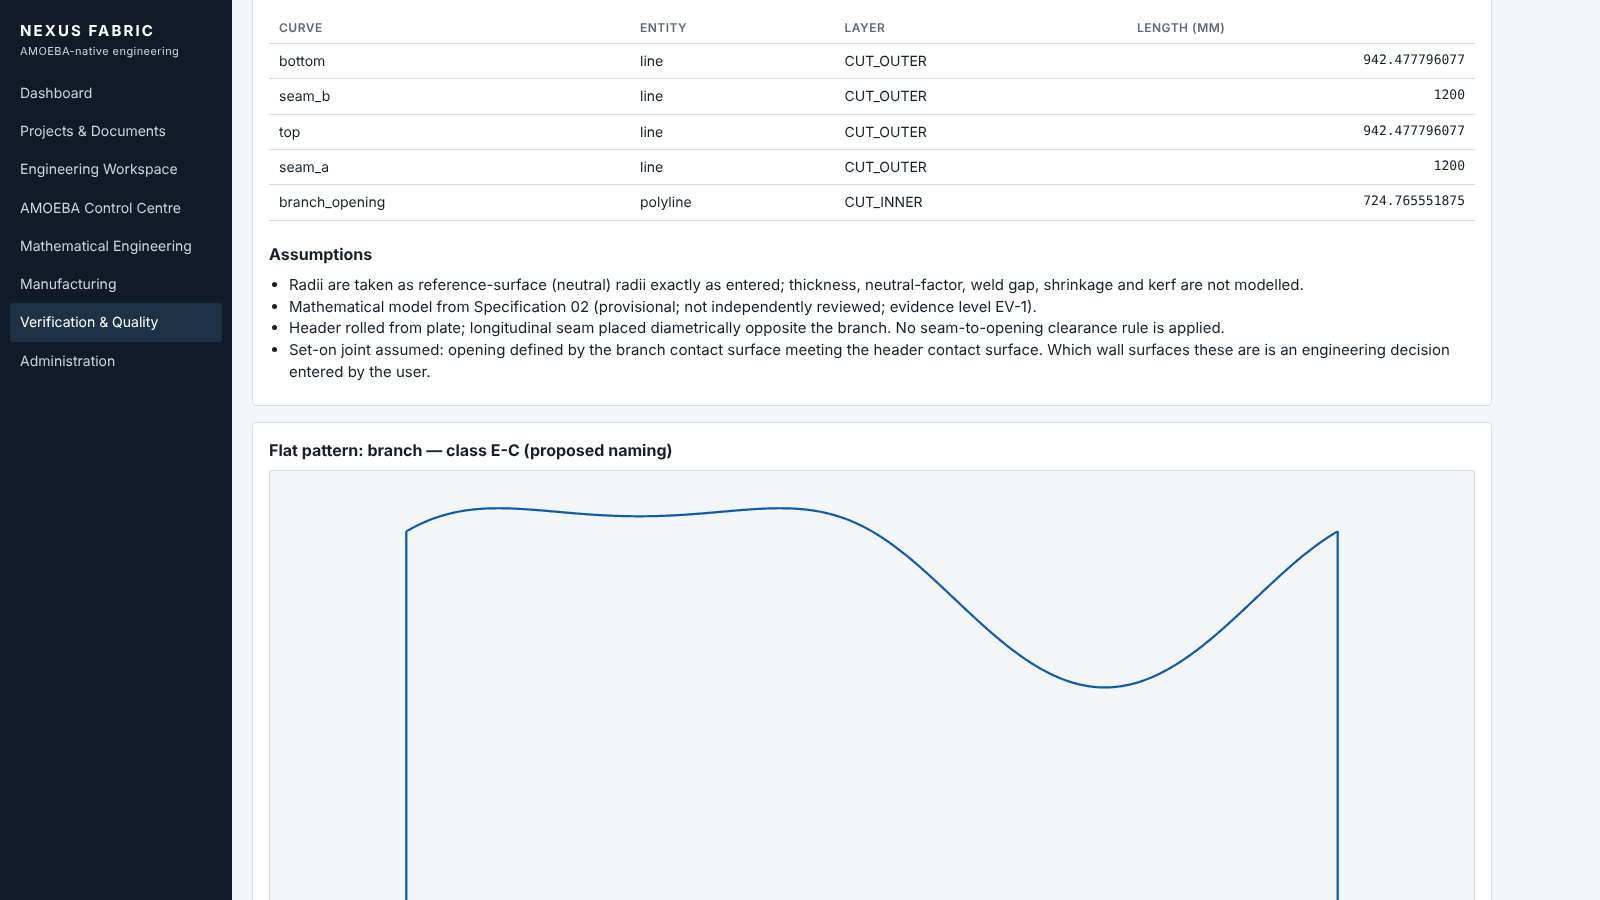 NEXUS FABRIC
AMOEBA-native engineering
Dashboard
Projects & Documents
Engineering Workspace
AMOEBA Control Centre
Mathematical Engineering
Manufacturing
Verification & Quality
Administration
CURVE ENTITY LAYER LENGTH (MM)
bottom line CUT_OUTER 942.477796077
seam_b line CUT_OUTER 1200
top line CUT_OUTER 942.477796077
seam_a line CUT_OUTER 1200
branch_opening polyline CUT_INNER 724.765551875
Assumptions
• Radii are taken as reference-surface (neutral) radii exactly as entered; thickness, neutral-factor, weld gap, shrinkage and kerf are not modelled.
• Mathematical model from Specification 02 (provisional; not independently reviewed; evidence level EV-1).
• Header rolled from plate; longitudinal seam placed diametrically opposite the branch. No seam-to-opening clearance rule is applied.
• Set-on joint assumed: opening defined by the branch contact surface meeting the header contact surface. Which wall surfaces these are is an engineering decision
entered by the user.
Flat pattern: branch — class E-C (proposed naming)